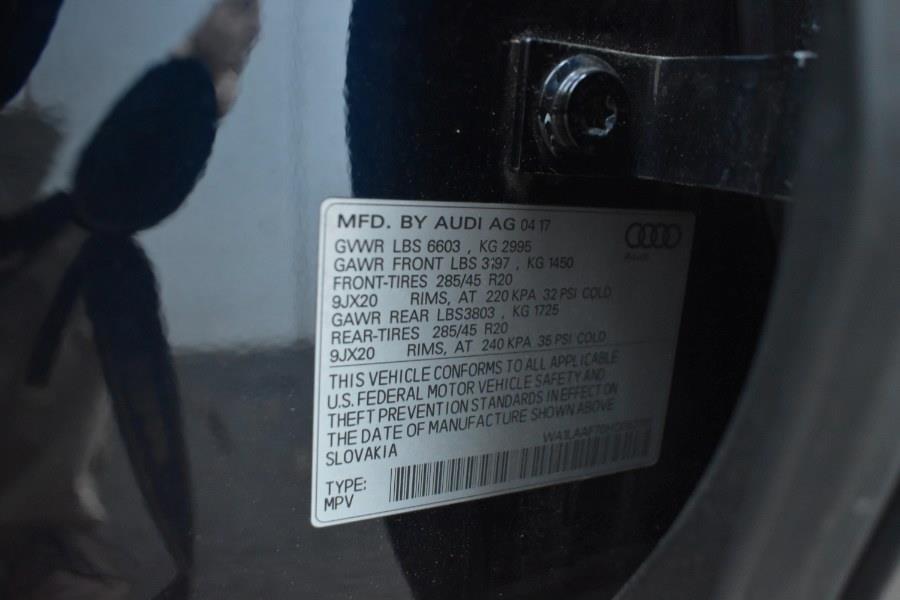 MFD. BY AUDI AG 04 17
GVWR LBS 6603 , KG 2995
GAWR FRONT LBS 3197 , KG 1450
FRONT-TIRES 285/45 R20
9JX20 RIMS, AT 220 KPA 32 PSI COLD
GAWR REAR LBS3803 , KG 1725
REAR-TIRES 285/45 R20
9JX20 RIMS, AT 240 KPA 35 PSI COLD
Audi
THIS VEHICLE CONFORMS TO ALL APPLICABLE
U.S. FEDERAL MOTOR VEHICLE SAFETY AND
THEFT PREVENTION STANDARDS IN EFFECT ON
THE DATE OF MANUFACTURE SHOWN ABOVE
SLOVAKIA
TYPE:
MPV